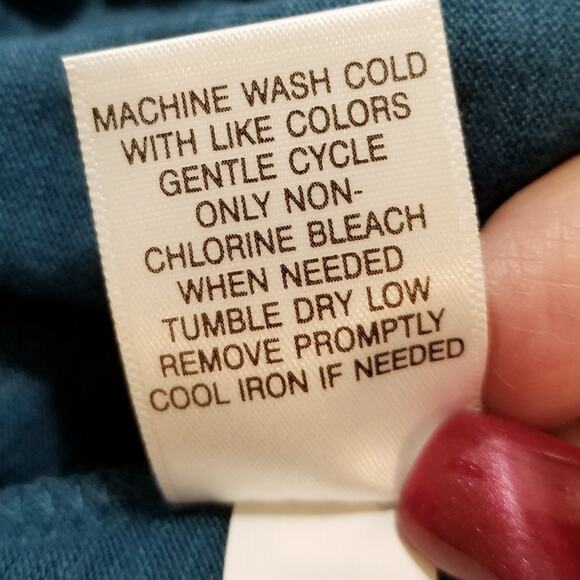 MACHINE WASH COLD
WITH LIKE COLORS
GENTLE CYCLE
ONLY NON-
CHLORINE BLEACH
WHEN NEEDED
TUMBLE DRY LOW
REMOVE PROMPTLY
COOL IRON IF NEEDED